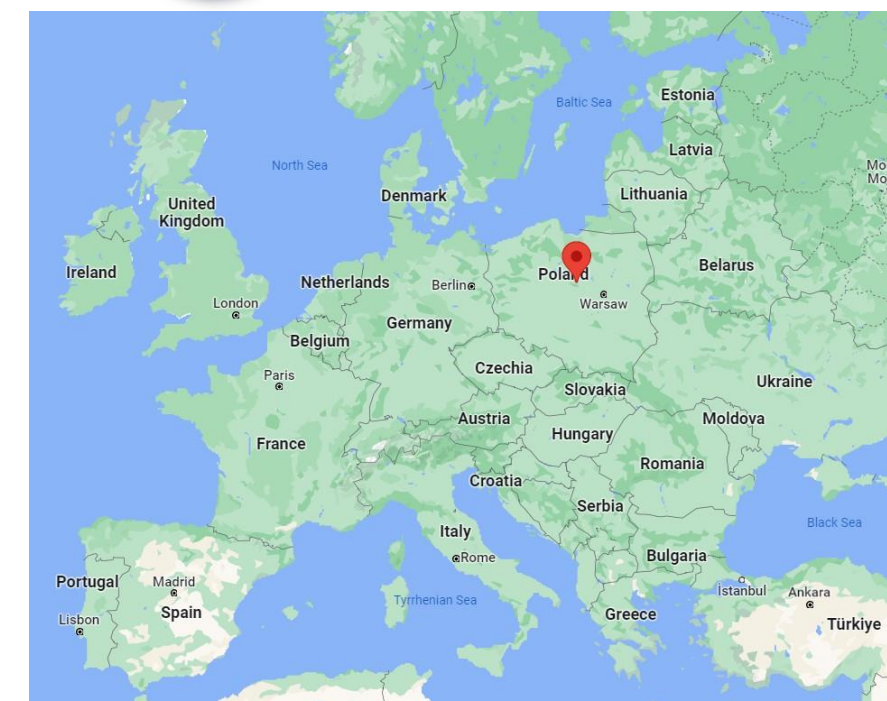 Estonia
Baltic Sea
Latvia
Mo
Mo
North Sea
Denmark
Lithuania
United
Kingdom
Ireland
Belarus
Poland
Netherlands
Berlin
London
Warsaw
Germany
Belgium
Paris
Czechia
Slovakia
Ukraine
Austria
Moldova
France
Hungary
Romania
Croatia
Serbia
Black Sea
Italy
Rome
Bulgaria
Portugal
Madrid
Istanbul
Ankara
Tyrrhenian Sea
Spain
Greece
Lisbon
Türkiye